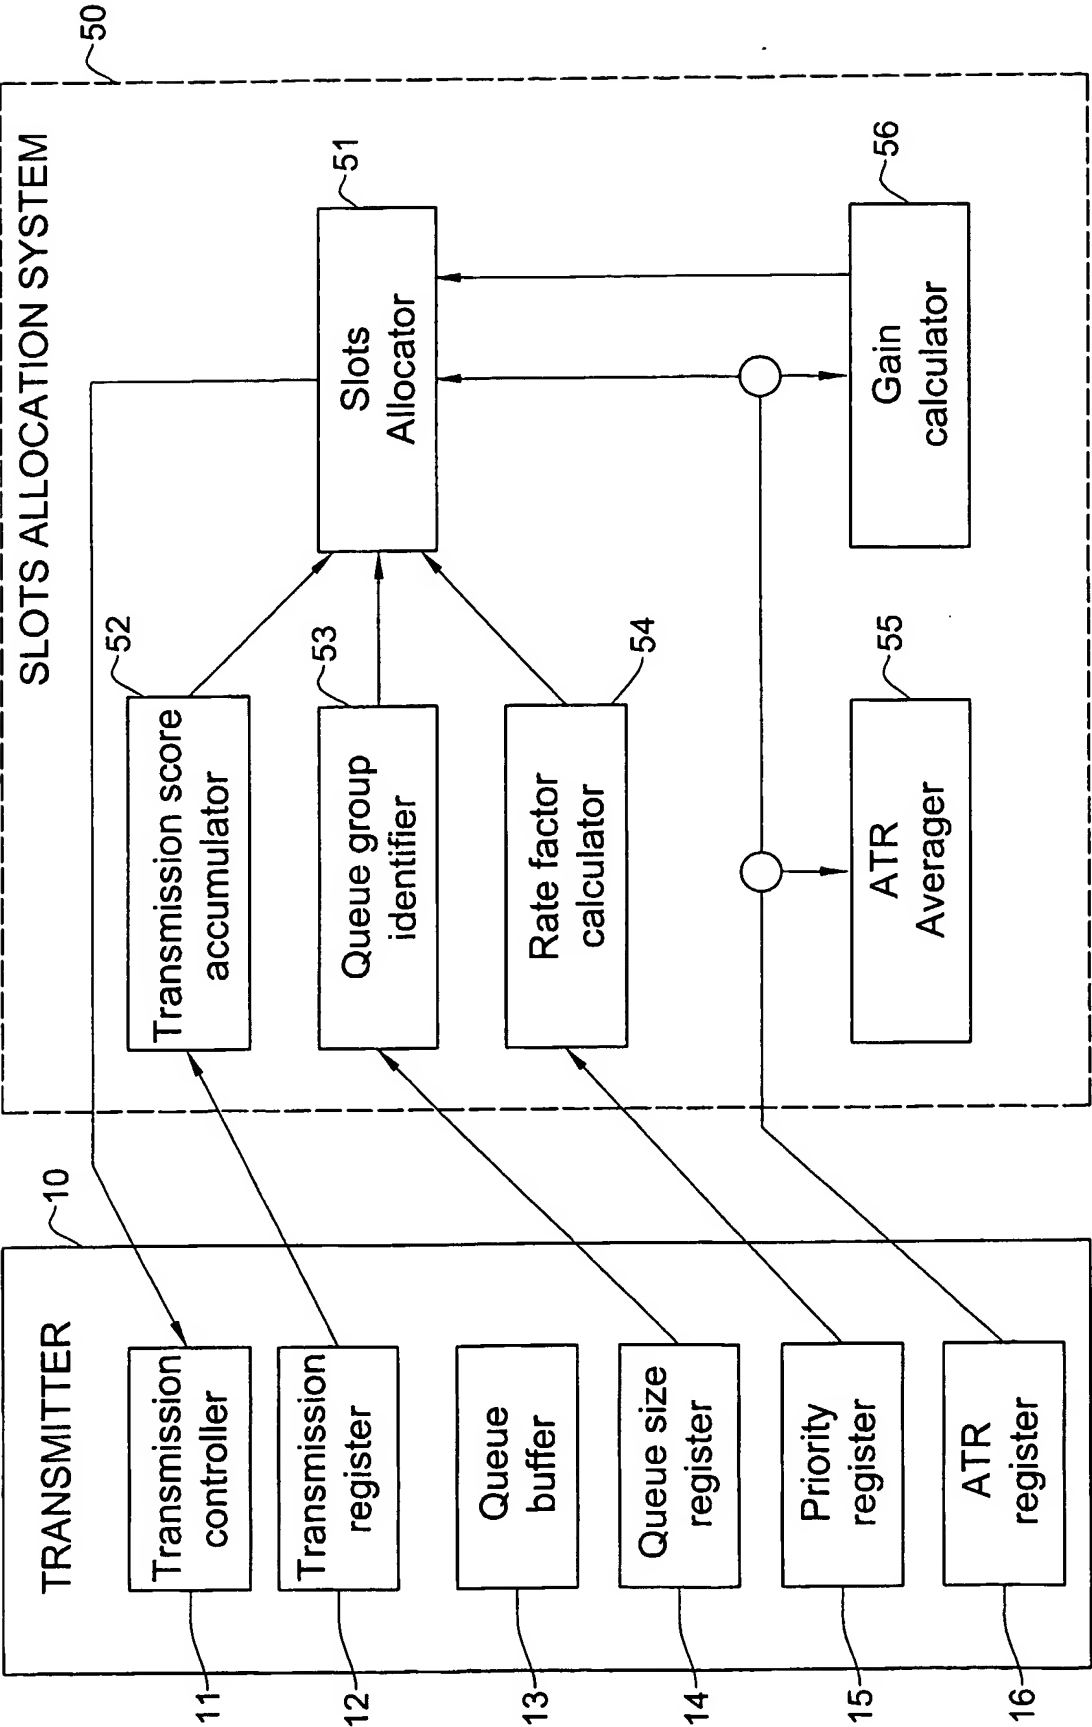 TRANSMITTER
10
11
Transmission
controller
12
Transmission
register
13
Queue
buffer
14
Queue size
register
15
Priority
register
16
ATR
register
SLOTS ALLOCATION SYSTEM
50
52
Transmission score
accumulator
53
Queue group
identifier
54
Rate factor
calculator
55
ATR
Averager
51
Slots
Allocator
56
Gain
calculator